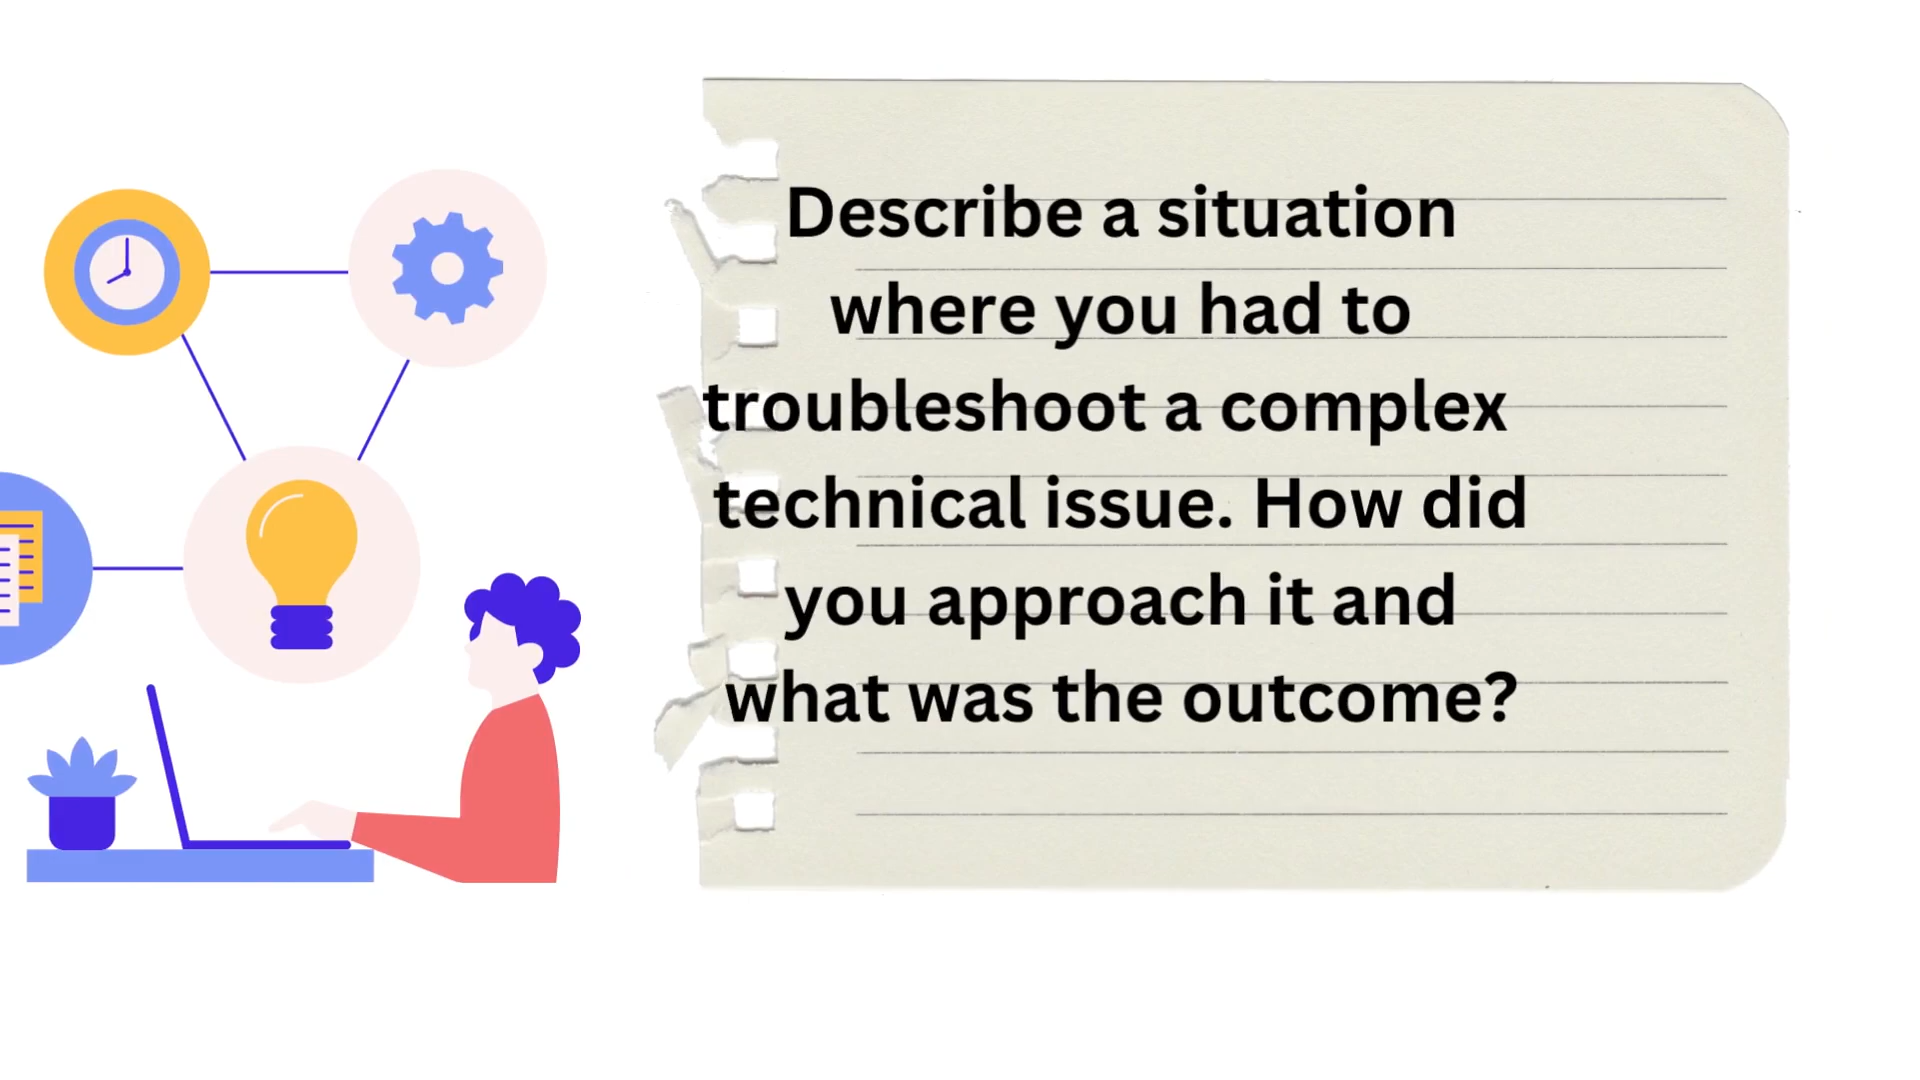 Describe a situation
where you had to
troubleshoot a complex
technical issue. How did
you approach it and
what was the outcome?